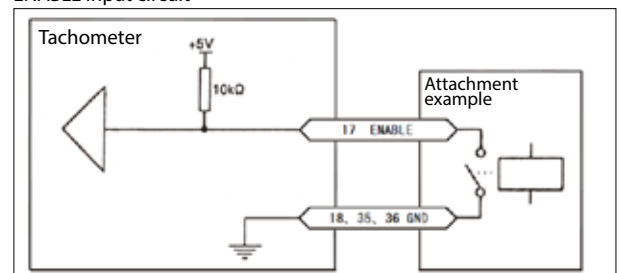 ENABLE input circuit
Tachometer
+5V
10kΩ
Attachment
example
17 ENABLE
18、35、36 GND